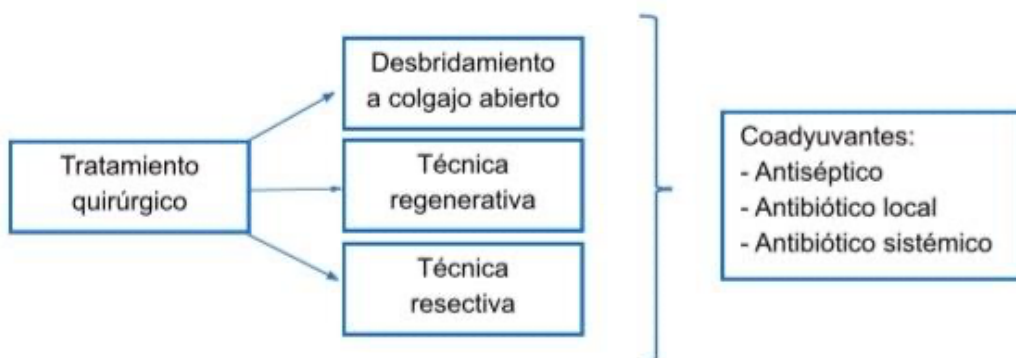 Tratamiento
quirúrgico
Desbridamiento
a colgajo abierto
Técnica
regenerativa
Técnica
resectiva
Coadyuvantes:
- Antiséptico
- Antibiótico local
- Antibiótico sistémico